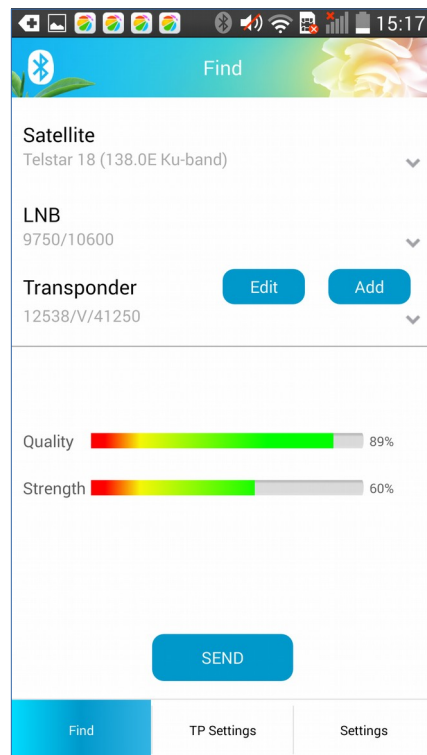 15:17
Find
Satellite
Telstar 18 (138.0E Ku-band)
LNB
9750/10600
Transponder Edit Add
12538/V/41250
Quality 89%
Strength 60%
SEND
Find TP Settings Settings